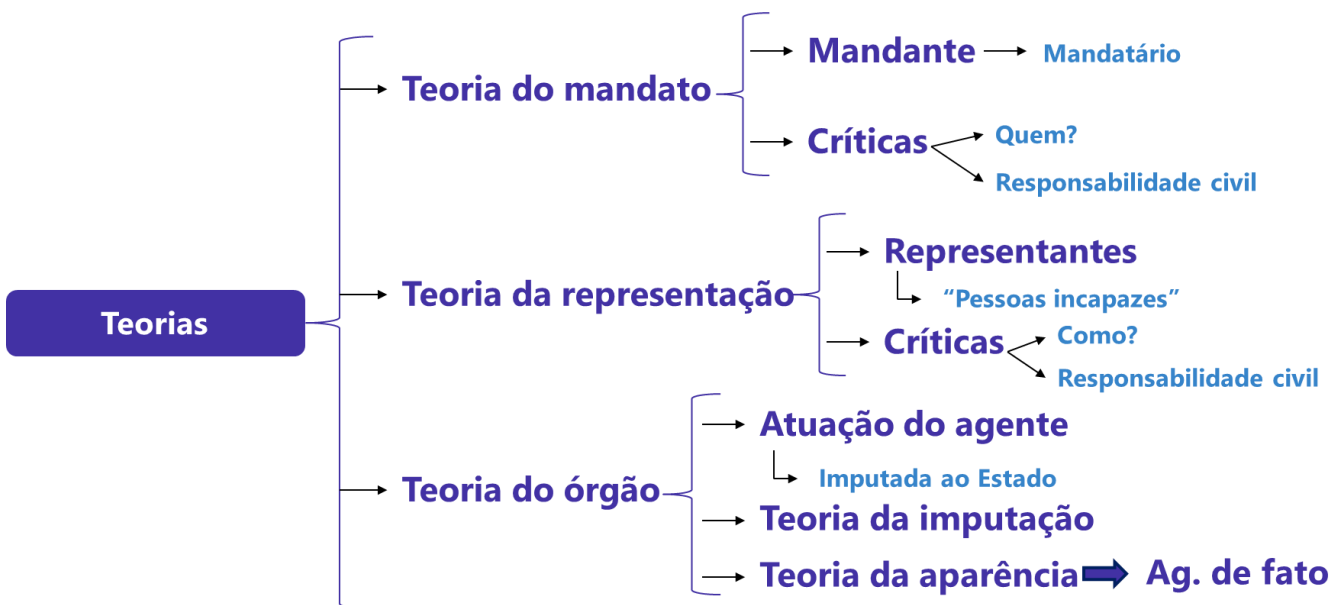 Teorias
Teoria do mandato
Mandante
Mandatário
Críticas
Quem?
Responsabilidade civil
Teoria da representação
Representantes
“Pessoas incapazes”
Críticas
Como?
Responsabilidade civil
Teoria do órgão
Atuação do agente
Imputada ao Estado
Teoria da imputação
Teoria da aparência
Ag. de fato